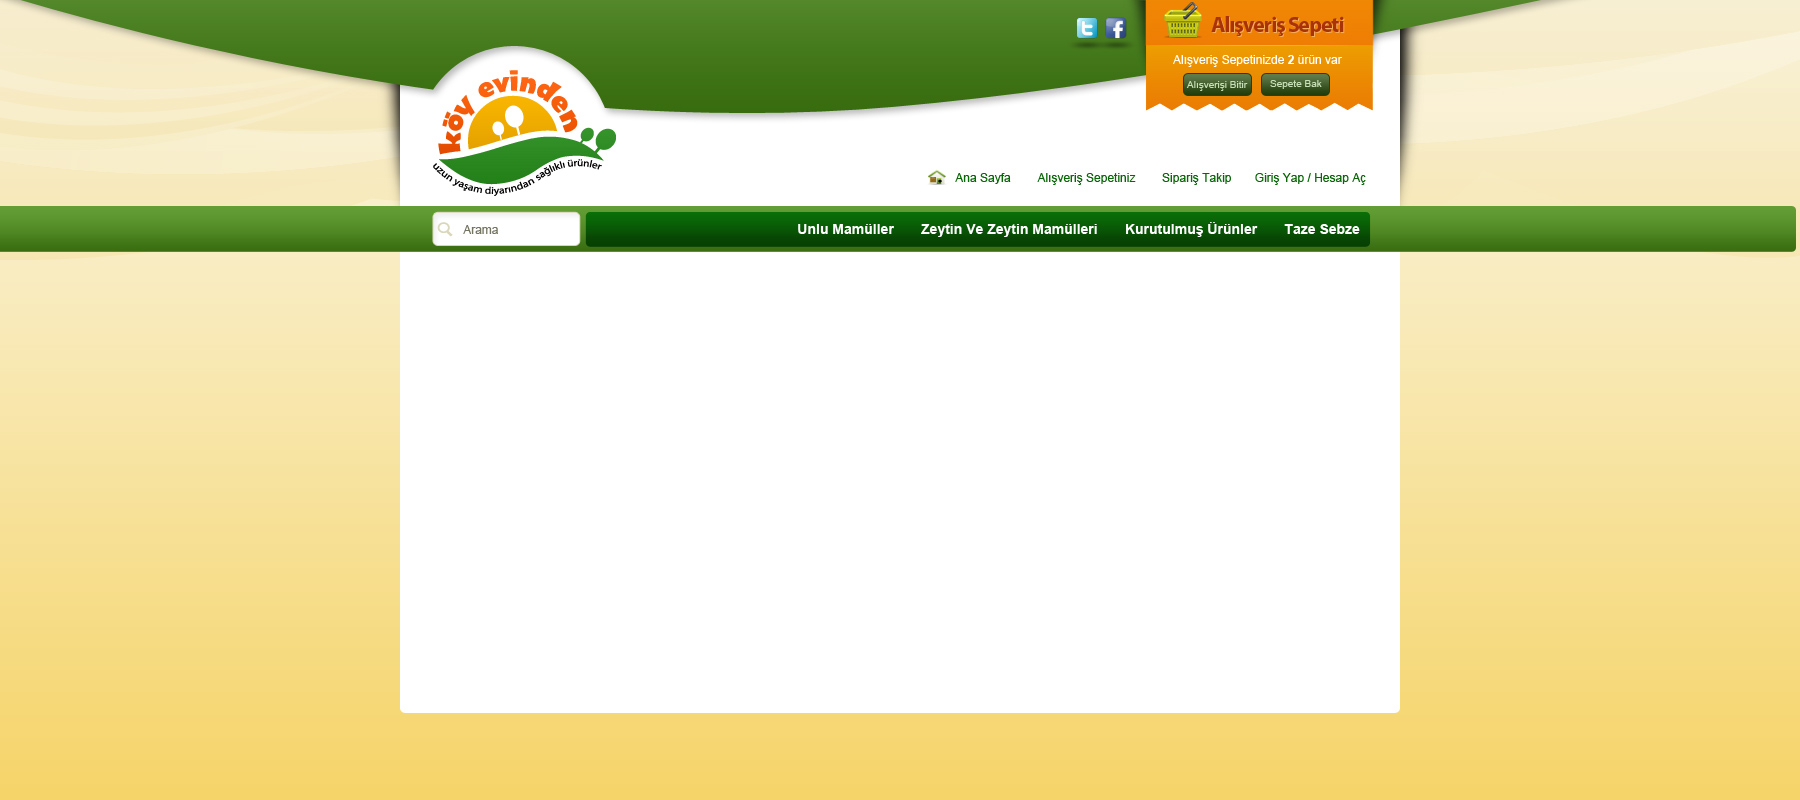 Alışveriş Sepeti
Alışveriş Sepetinizde 2 ürün var
Alışverişi Bitir
Sepete Bak
köy evinden
uzun yaşam diyarından sağlıklı ürünler
Ana Sayfa
Alışveriş Sepetiniz
Sipariş Takip
Giriş Yap / Hesap Aç
Arama
Unlu Mamüller
Zeytin Ve Zeytin Mamülleri
Kurutulmuş Ürünler
Taze Sebze